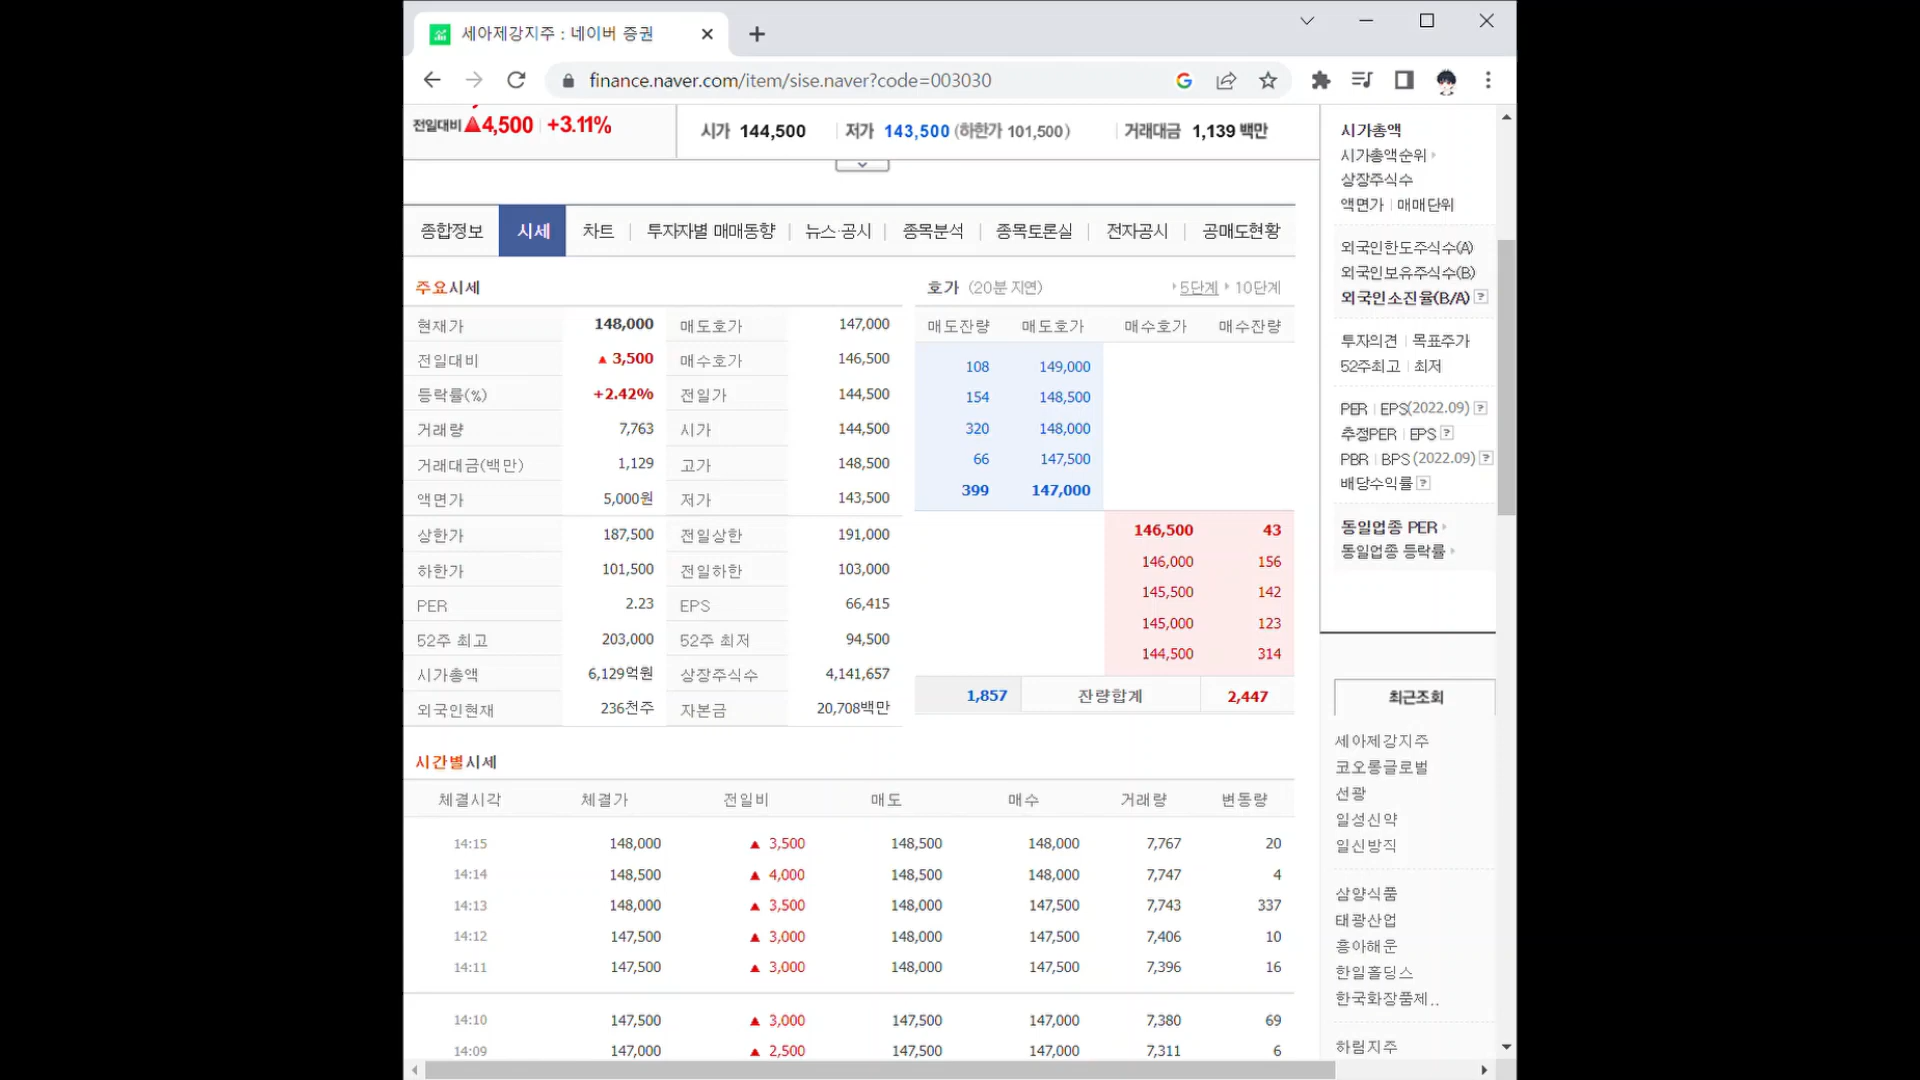 세아제강지주 : 네이버 증권
finance.naver.com/item/sise.naver?code=003030
전일대비 ▲4,500 +3.11%
시가 144,500 저가 143,500 (하한가 101,500) 거래대금 1,139 백만
종합정보 시세 차트 투자자별 매매동향 뉴스·공시 종목분석 종목토론실 전자공시 공매도현황
주요시세
현재가 148,000 매도호가 147,000
전일대비 ▲ 3,500 매수호가 146,500
등락률(%) +2.42% 전일가 144,500
거래량 7,763 시가 144,500
거래대금(백만) 1,129 고가 148,500
액면가 5,000원 저가 143,500
상한가 187,500 전일상한 191,000
하한가 101,500 전일하한 103,000
PER 2.23 EPS 66,415
52주 최고 203,000 52주 최저 94,500
시가총액 6,129억원 상장주식수 4,141,657
외국인현재 236천주 자본금 20,708백만
호가 (20분 지연) 5단계 10단계
매도잔량 매도호가 매수호가 매수잔량
108 149,000
154 148,500
320 148,000
66 147,500
399 147,000
146,500 43
146,000 156
145,500 142
145,000 123
144,500 314
1,857 잔량합계 2,447
시간별시세
체결시각 체결가 전일비 매도 매수 거래량 변동량
14:15 148,000 ▲ 3,500 148,500 148,000 7,767 20
14:14 148,500 ▲ 4,000 148,500 148,000 7,747 4
14:13 148,000 ▲ 3,500 148,000 147,500 7,743 337
14:12 147,500 ▲ 3,000 148,000 147,500 7,406 10
14:11 147,500 ▲ 3,000 148,000 147,500 7,396 16
14:10 147,500 ▲ 3,000 147,500 147,000 7,380 69
14:09 147,000 ▲ 2,500 147,500 147,000 7,311 6
시가총액
시가총액순위
상장주식수
액면가 | 매매단위
외국인한도주식수(A)
외국인보유주식수(B)
외국인소진율(B/A) ?
투자의견 | 목표주가
52주최고 | 최저
PER | EPS(2022.09) ?
추정PER | EPS ?
PBR | BPS (2022.09) ?
배당수익률 ?
동일업종 PER
동일업종 등락률
최근조회
세아제강지주
코오롱글로벌
선광
일성신약
일신방직
삼양식품
태광산업
흥아해운
한일홀딩스
한국화장품제..
하림지주